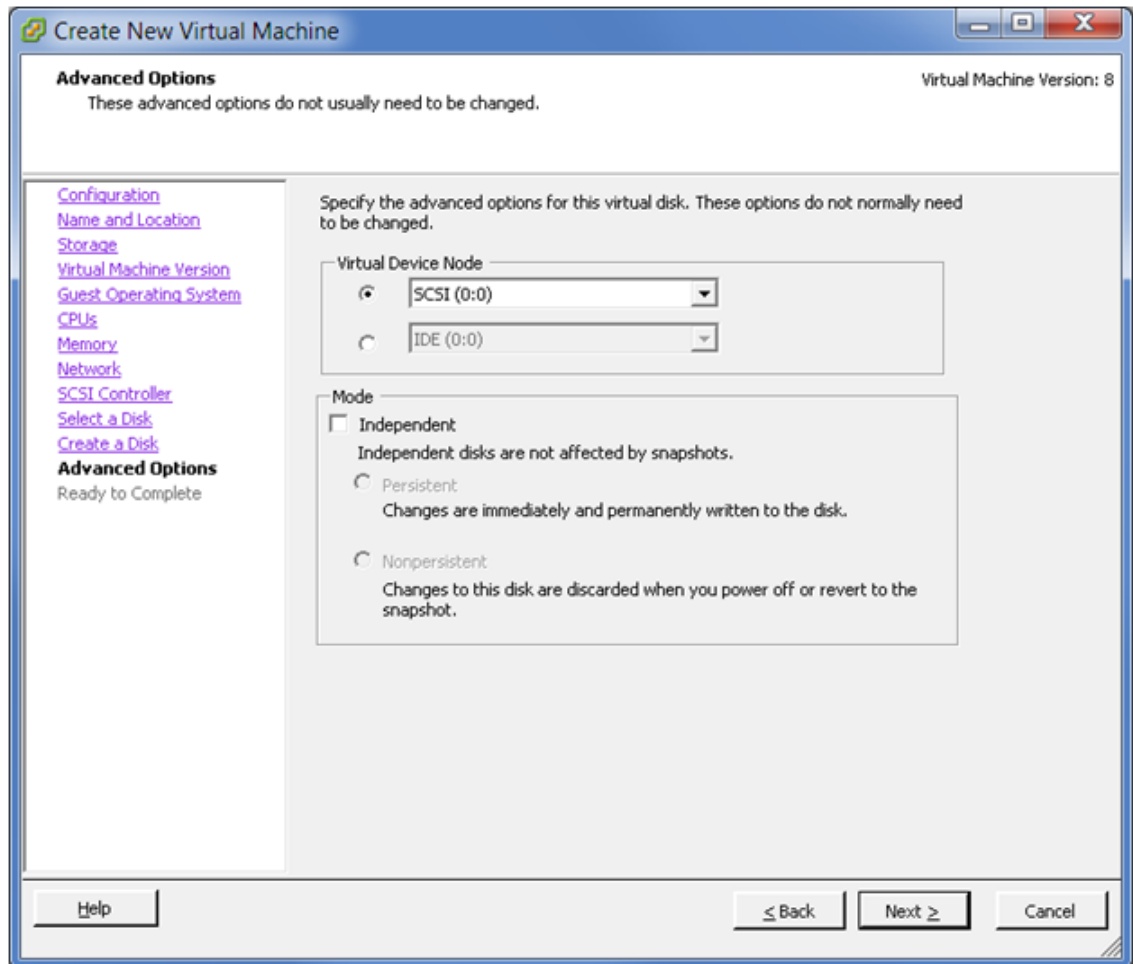 Create New Virtual Machine
Advanced Options
Virtual Machine Version: 8
These advanced options do not usually need to be changed.
Configuration
Name and Location
Storage
Virtual Machine Version
Guest Operating System
CPUs
Memory
Network
SCSI Controller
Select a Disk
Create a Disk
Advanced Options
Ready to Complete
Specify the advanced options for this virtual disk. These options do not normally need
to be changed.
Virtual Device Node
SCSI (0:0)
IDE (0:0)
Mode
Independent
Independent disks are not affected by snapshots.
Persistent
Changes are immediately and permanently written to the disk.
Nonpersistent
Changes to this disk are discarded when you power off or revert to the
snapshot.
Help
< Back
Next >
Cancel